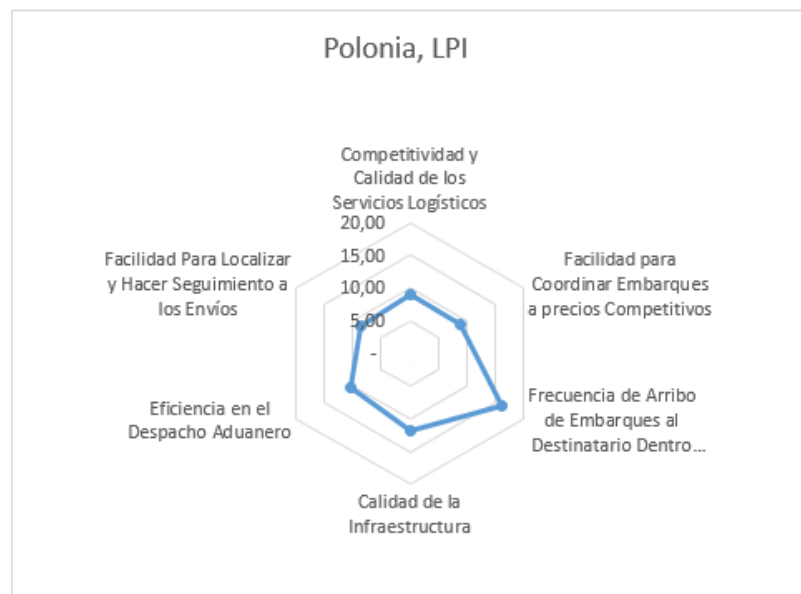 Polonia, LPI
Competitividad y
Calidad de los
Servicios Logísticos
20,00
15,00
10,00
5,00
-
Facilidad para
Coordinar Embarques
a precios Competitivos
Frecuencia de Arribo
de Embarques al
Destinatario Dentro...
Calidad de la
Infraestructura
Eficiencia en el
Despacho Aduanero
Facilidad Para Localizar
y Hacer Seguimiento a
los Envíos